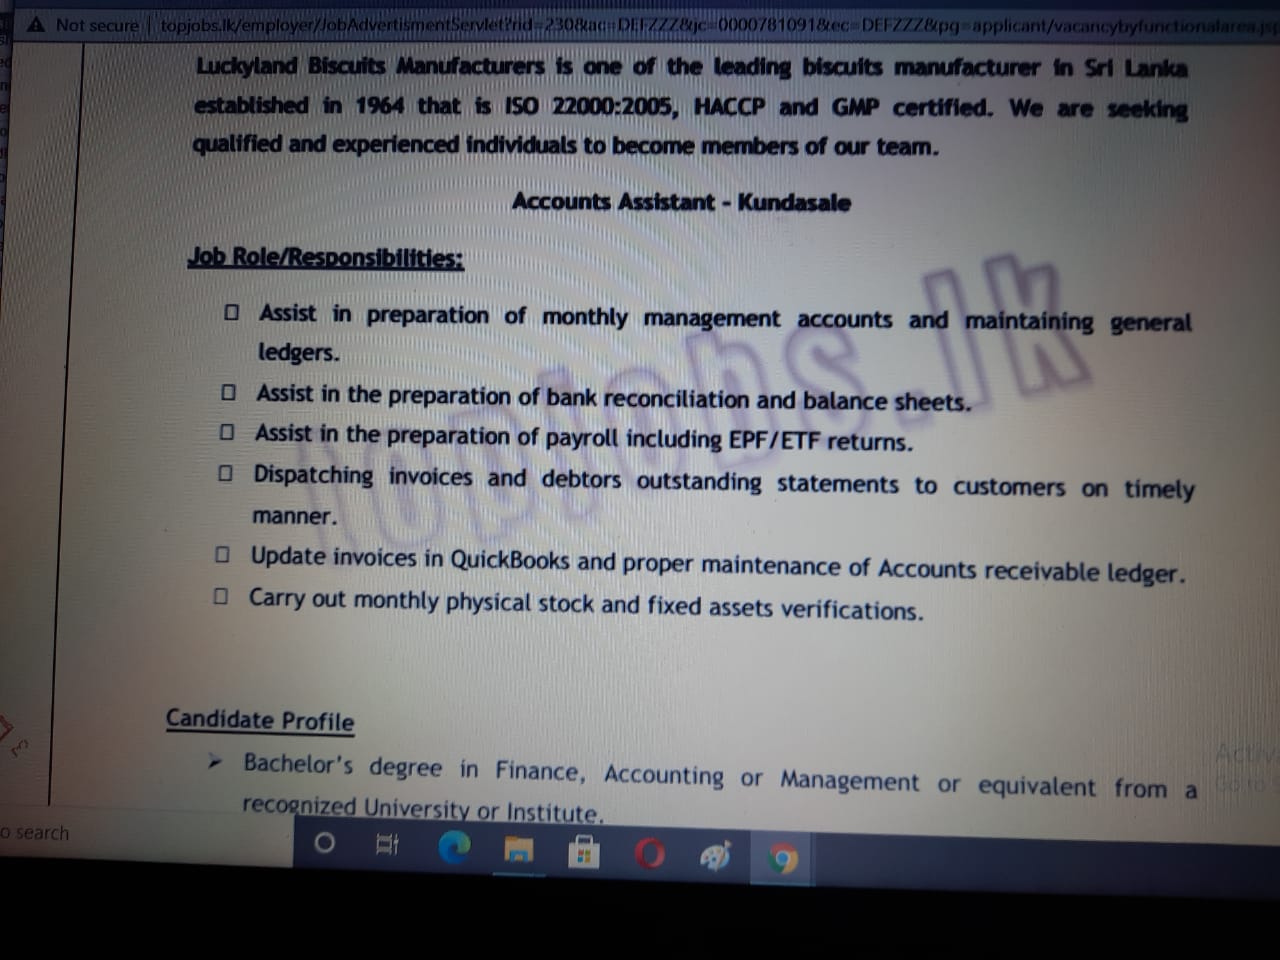 Not secure | topjobs.lk/employer/JobAdvertismentServlet?rid=230&ac=DEFZZZ&jc=0000781091&ec=DEFZZZ&pg=applicant/vacancybyfunctionalarea.jsp
Luckyland Biscuits Manufacturers is one of the leading biscuits manufacturer in Sri Lanka
established in 1964 that is ISO 22000:2005, HACCP and GMP certified. We are seeking
qualified and experienced individuals to become members of our team.
Accounts Assistant - Kundasale
Job Role/Responsibilities:
Assist in preparation of monthly management accounts and maintaining general
ledgers.
Assist in the preparation of bank reconciliation and balance sheets.
Assist in the preparation of payroll including EPF/ETF returns.
Dispatching invoices and debtors outstanding statements to customers on timely
manner.
Update invoices in QuickBooks and proper maintenance of Accounts receivable ledger.
Carry out monthly physical stock and fixed assets verifications.
topjobs.lk
Candidate Profile
➤ Bachelor's degree in Finance, Accounting or Management or equivalent from a
recognized University or Institute.
Go to
o search